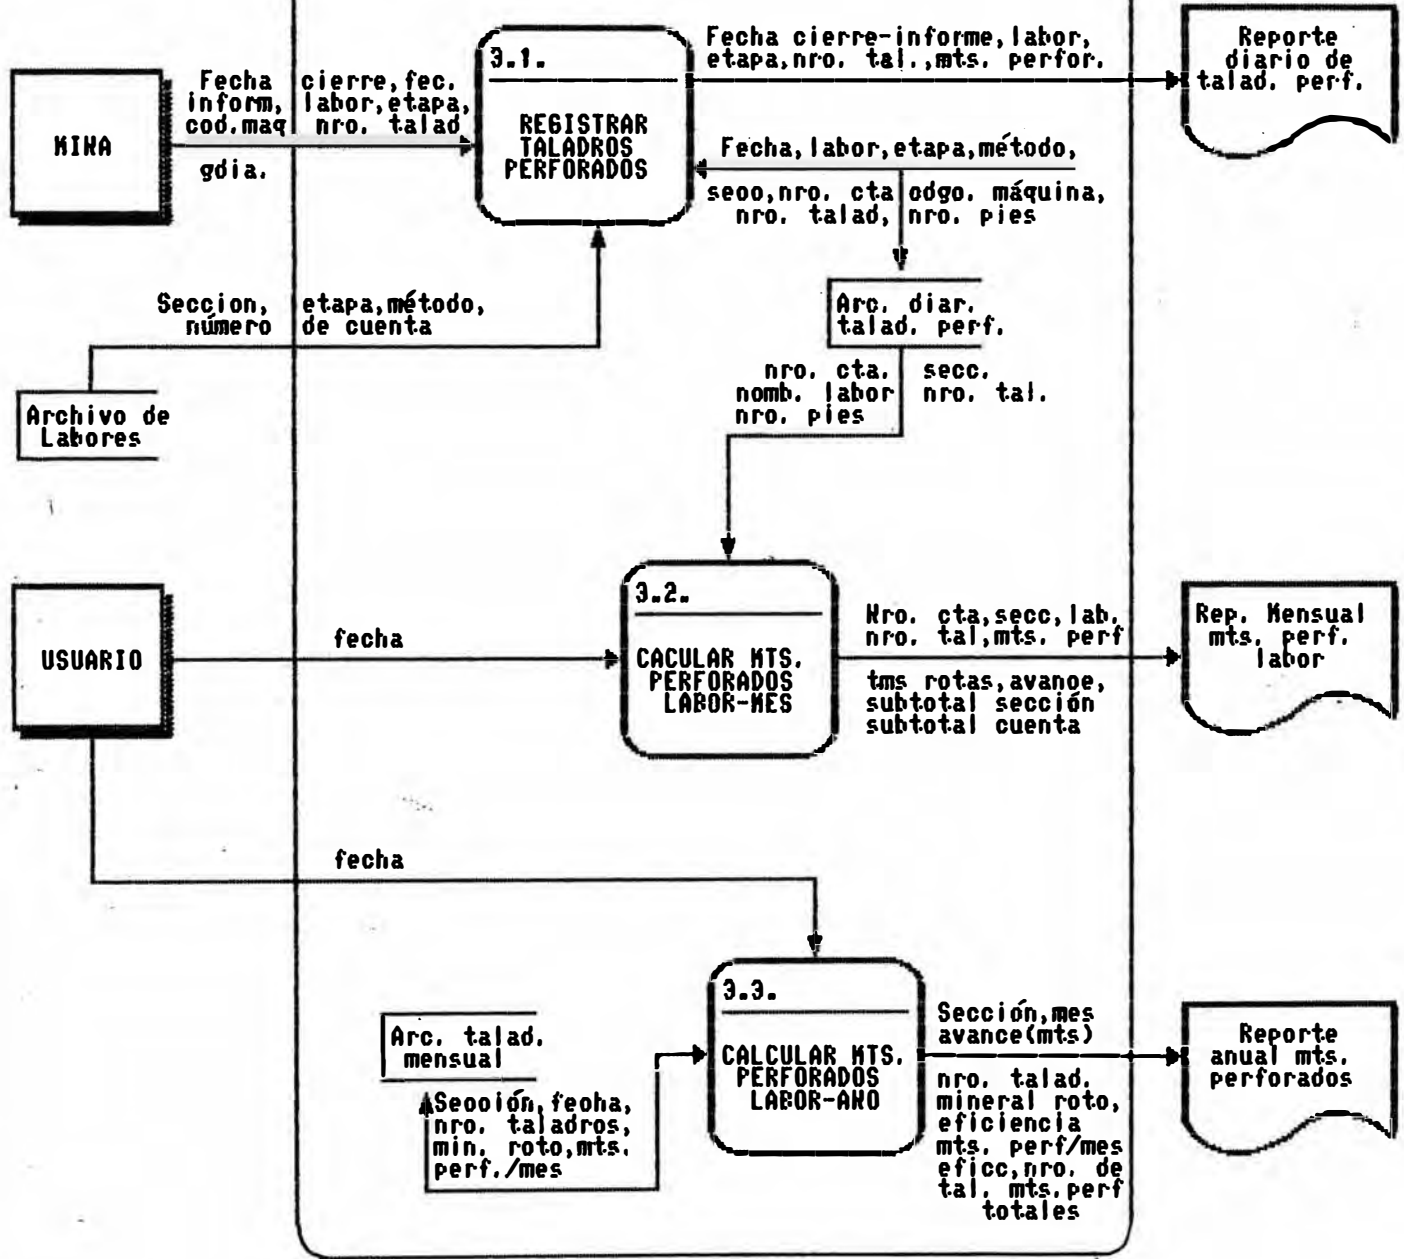 MINA
Fecha cierre, fec.
inform, labor, etapa,
cod.maq nro. talad
gdia.
3.1.
REGISTRAR
TALADROS
PERFORADOS
Fecha cierre-informe, labor,
etapa, nro. tal., mts. perfor.
Reporte
diario de
talad. perf.
Fecha, labor, etapa, método,
secc, nro. cta cdgo. máquina,
nro. talad, nro. pies
Seccion, etapa, método,
número de cuenta
Archivo de
Labores
Arc. diar.
talad. perf.
nro. cta. secc.
nomb. labor nro. tal.
nro. pies
USUARIO
fecha
3.2.
CACULAR MTS.
PERFORADOS
LABOR-MES
Nro. cta, secc, lab.
nro. tal, mts. perf
tms rotas, avance,
subtotal sección
subtotal cuenta
Rep. Mensual
mts. perf.
labor
fecha
3.3.
CALCULAR MTS.
PERFORADOS
LABOR-ANO
Arc. talad.
mensual
Sección, fecha,
nro. taladros,
min. roto, mts.
perf./mes
Sección, mes
avance(mts)
nro. talad.
mineral roto,
eficiencia
mts. perf/mes
eficc, nro. de
tal. mts. perf
totales
Reporte
anual mts.
perforados